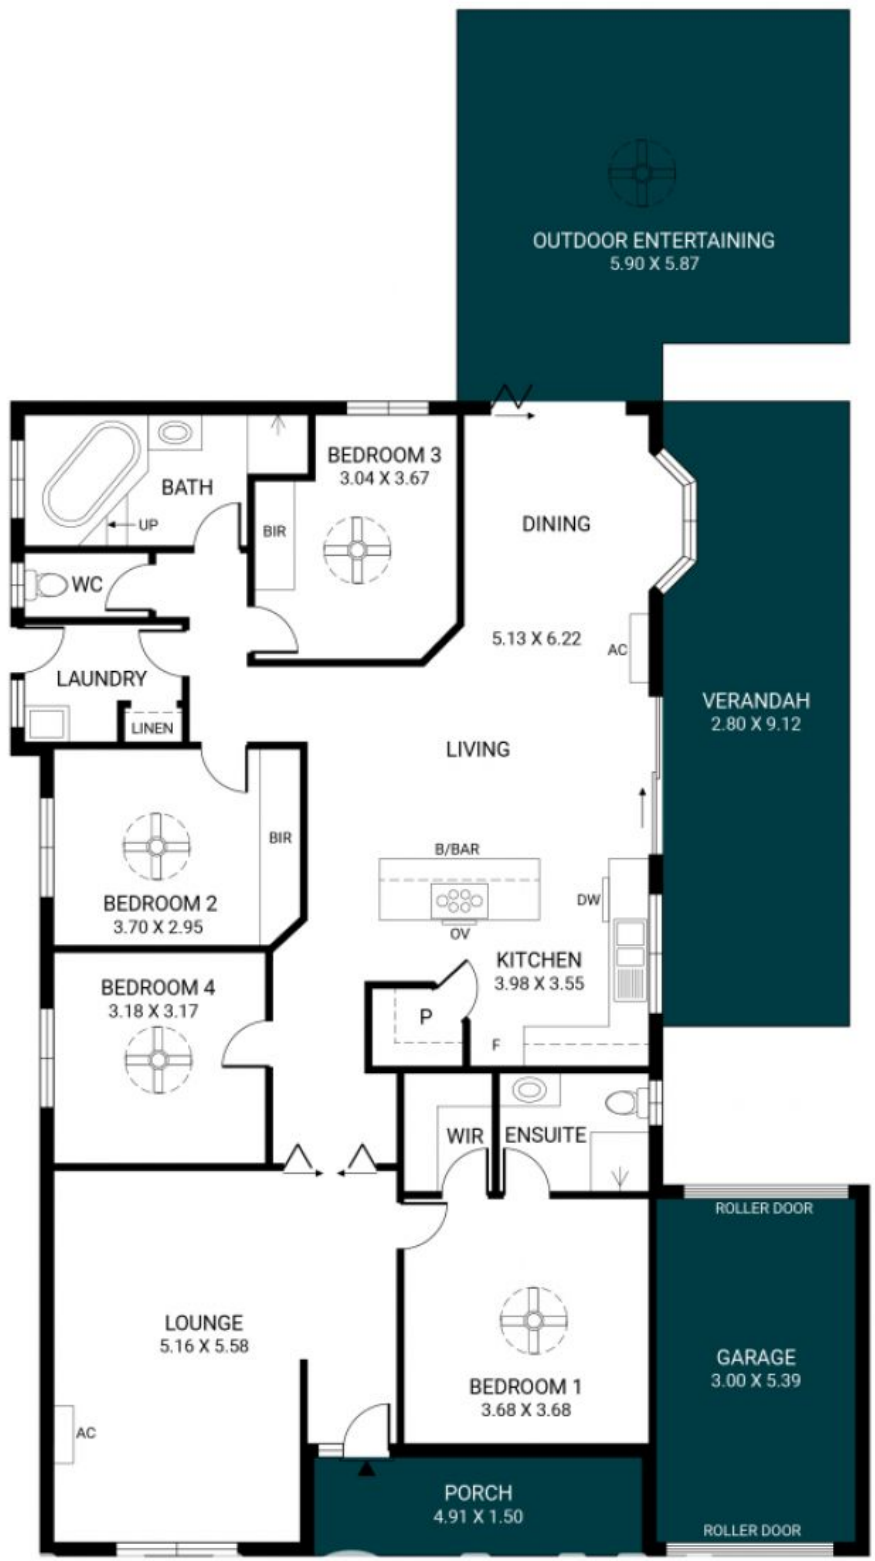 OUTDOOR ENTERTAINING
5.90 X 5.87
BEDROOM 3
3.04 X 3.67
BATH
UP
BIR
DINING
WC
5.13 X 6.22
AC
LAUNDRY
LINEN
VERANDAH
2.80 X 9.12
LIVING
BIR
B/BAR
BEDROOM 2
3.70 X 2.95
DW
OV
KITCHEN
3.98 X 3.55
BEDROOM 4
3.18 X 3.17
P
F
WIR
ENSUITE
ROLLER DOOR
LOUNGE
5.16 X 5.58
GARAGE
3.00 X 5.39
BEDROOM 1
3.68 X 3.68
AC
PORCH
4.91 X 1.50
ROLLER DOOR